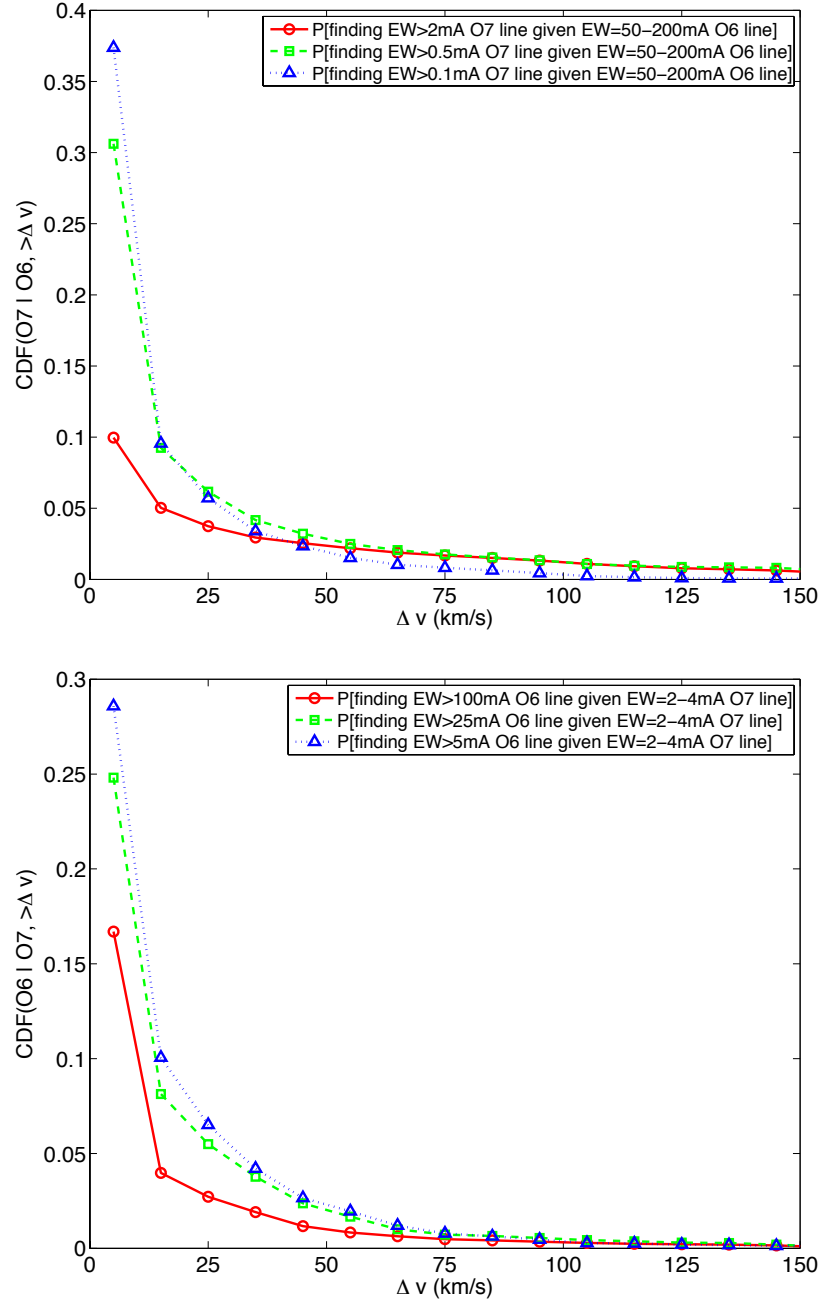 P[finding EW>2mA O7 line given EW=50−200mA O6 line]
P[finding EW>0.5mA O7 line given EW=50−200mA O6 line]
P[finding EW>0.1mA O7 line given EW=50−200mA O6 line]
CDF(O7 | O6, >Δ v)
0.4
0.35
0.3
0.25
0.2
0.15
0.1
0.05
0
0 25 50 75 100 125 150
Δ v (km/s)
P[finding EW>100mA O6 line given EW=2−4mA O7 line]
P[finding EW>25mA O6 line given EW=2−4mA O7 line]
P[finding EW>5mA O6 line given EW=2−4mA O7 line]
CDF(O6 | O7, >Δ v)
0.3
0.25
0.2
0.15
0.1
0.05
0
0 25 50 75 100 125 150
Δ v (km/s)